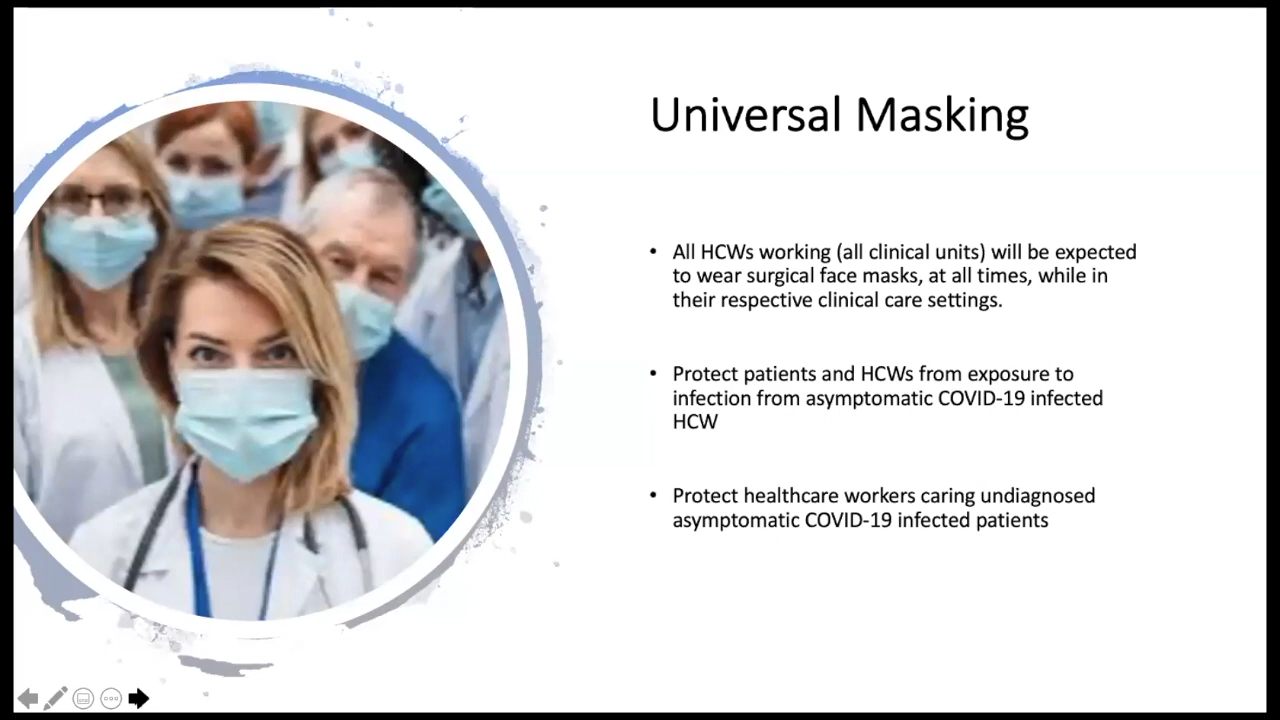 Universal Masking
• All HCWs working (all clinical units) will be expected
to wear surgical face masks, at all times, while in
their respective clinical care settings.
• Protect patients and HCWs from exposure to
infection from asymptomatic COVID-19 infected
HCW
• Protect healthcare workers caring undiagnosed
asymptomatic COVID-19 infected patients